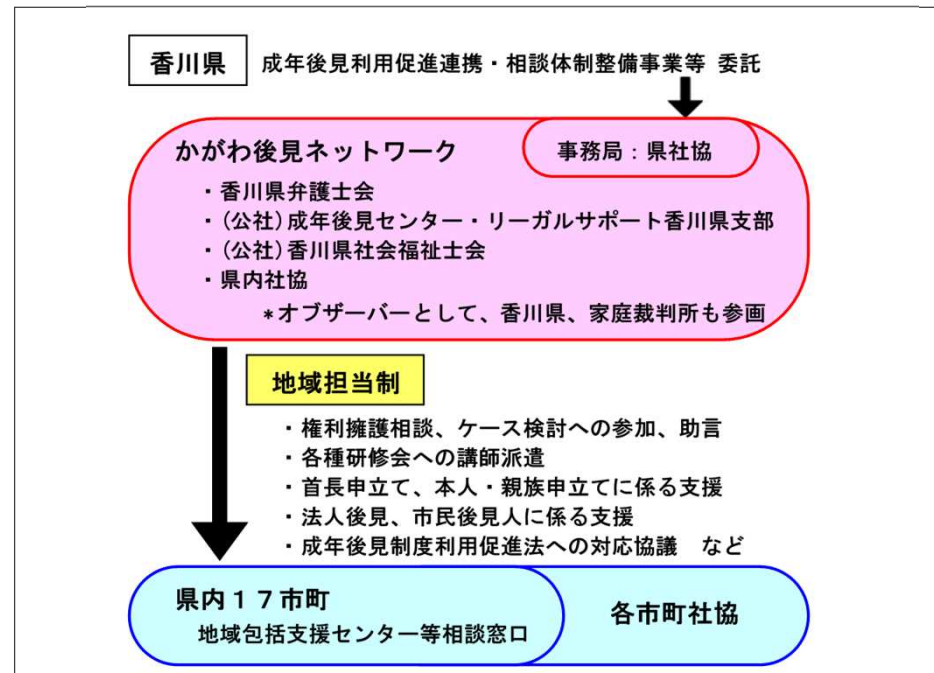 香川県 成年後見利用促進連携・相談体制整備事業等 委託
かがわ後見ネットワーク
事務局：県社協
・香川県弁護士会
・(公社)成年後見センター・リーガルサポート香川県支部
・(公社)香川県社会福祉士会
・県内社協
*オブザーバーとして、香川県、家庭裁判所も参画
地域担当制
・権利擁護相談、ケース検討への参加、助言
・各種研修会への講師派遣
・首長申立て、本人・親族申立てに係る支援
・法人後見、市民後見人に係る支援
・成年後見制度利用促進法への対応協議 など
県内１７市町
地域包括支援センター等相談窓口
各市町社協